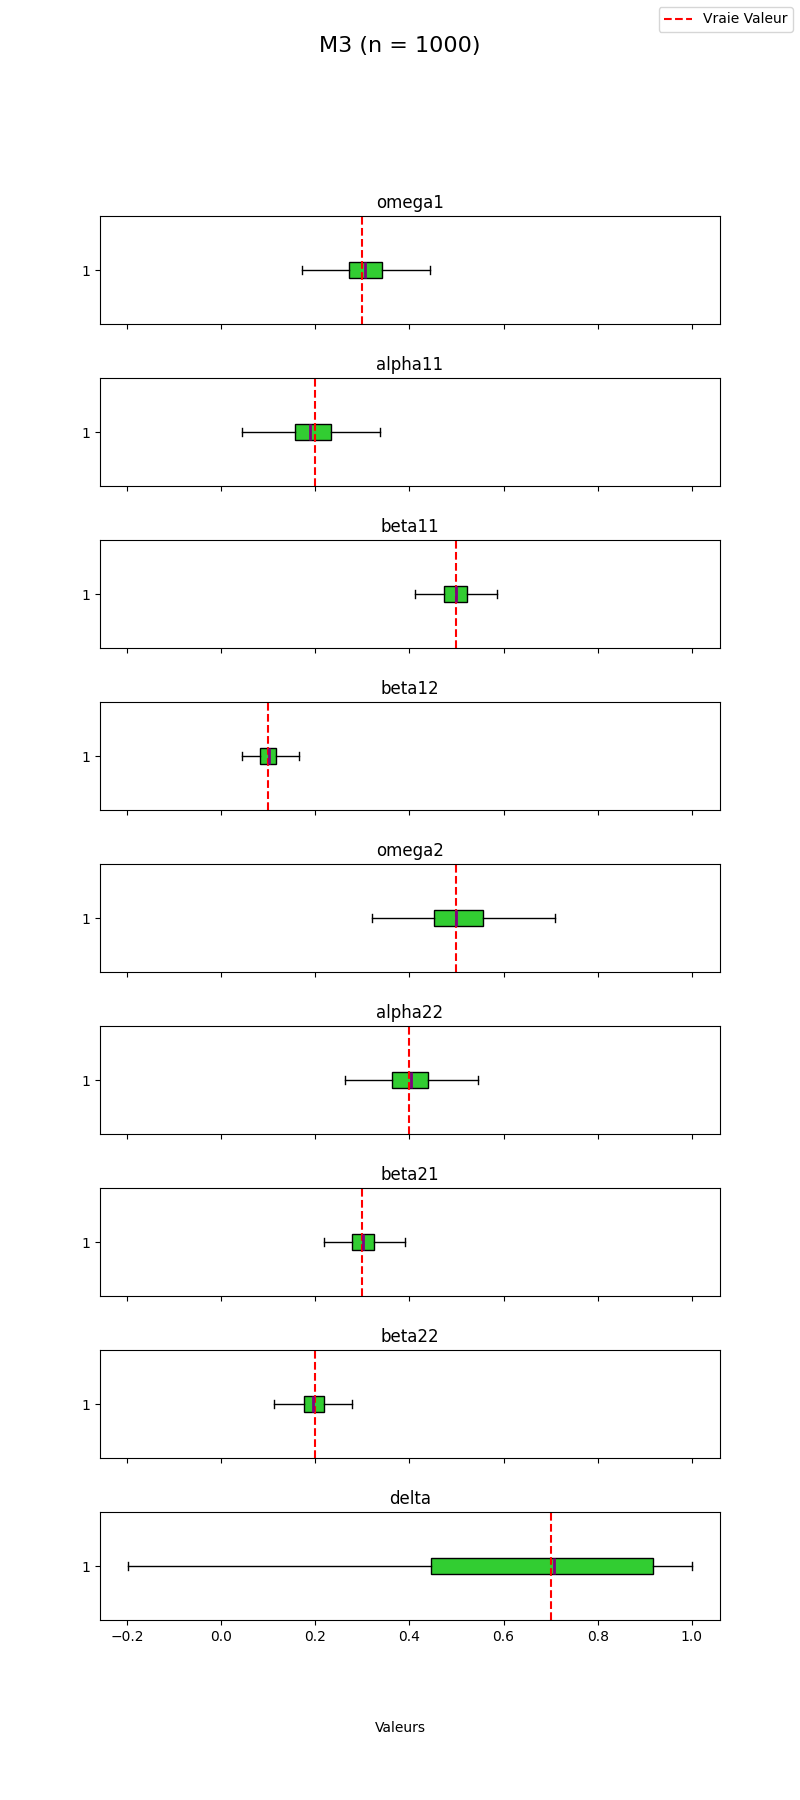 Vraie Valeur
M3 (n = 1000)
omega1
1
alpha11
1
beta11
1
beta12
1
omega2
1
alpha22
1
beta21
1
beta22
1
delta
1
−0.2 0.0 0.2 0.4 0.6 0.8 1.0
Valeurs